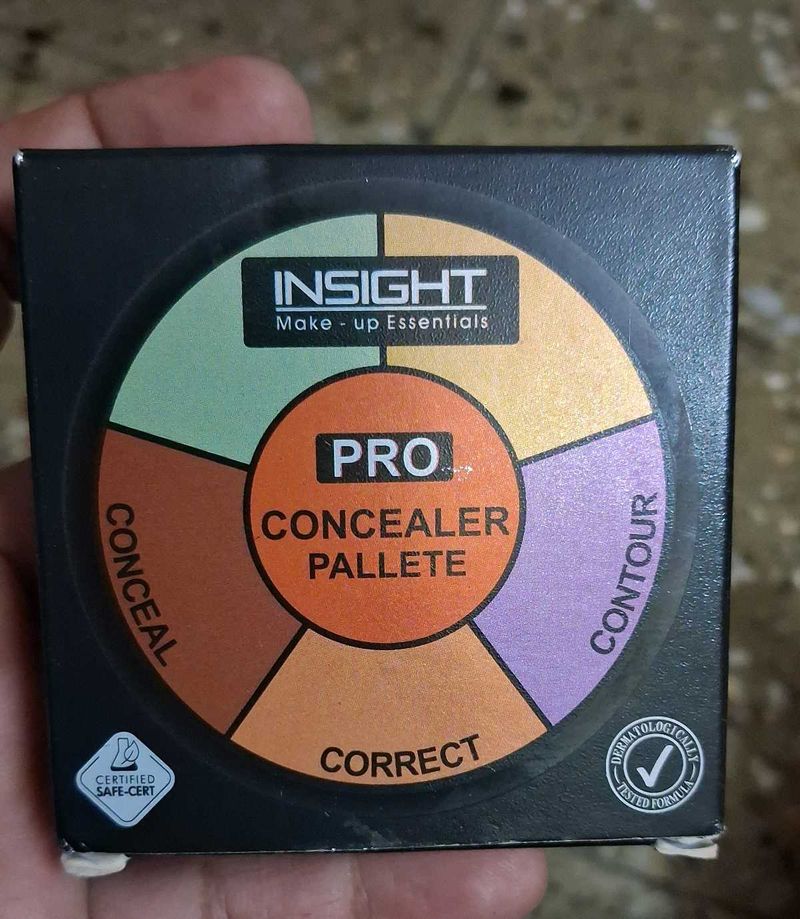 INSIGHT
Make - up Essentials
PRO
CONCEALER
PALLETE
CONCEAL
CORRECT
CONTOUR
CERTIFIED
SAFE-CERT
DERMATOLOGICALLY
TESTED FORMULA